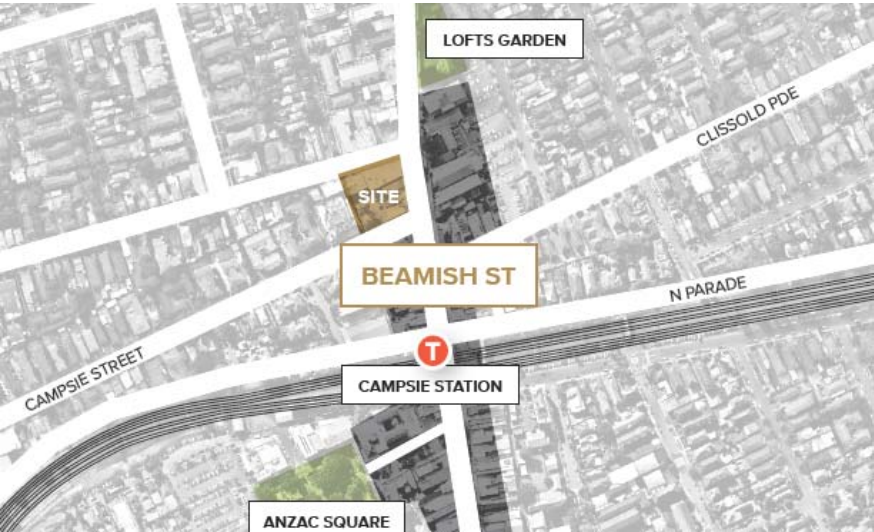 LOFTS GARDEN
CLISSOLD PDE
SITE
BEAMISH ST
N PARADE
T
CAMPSIE STREET
CAMPSIE STATION
ANZAC SQUARE